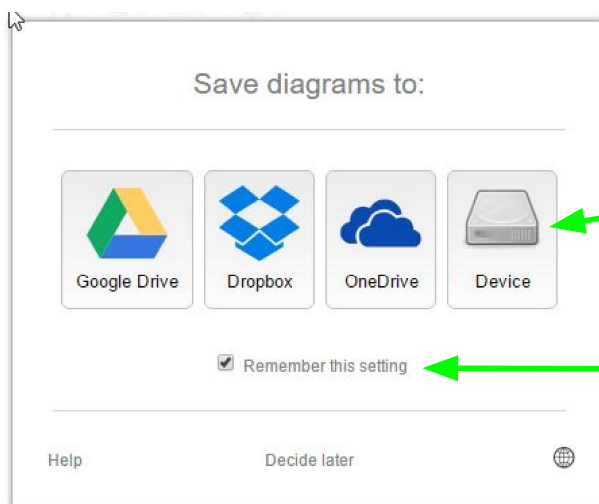 Save diagrams to:
Google Drive Dropbox OneDrive Device
Remember this setting
Help Decide later